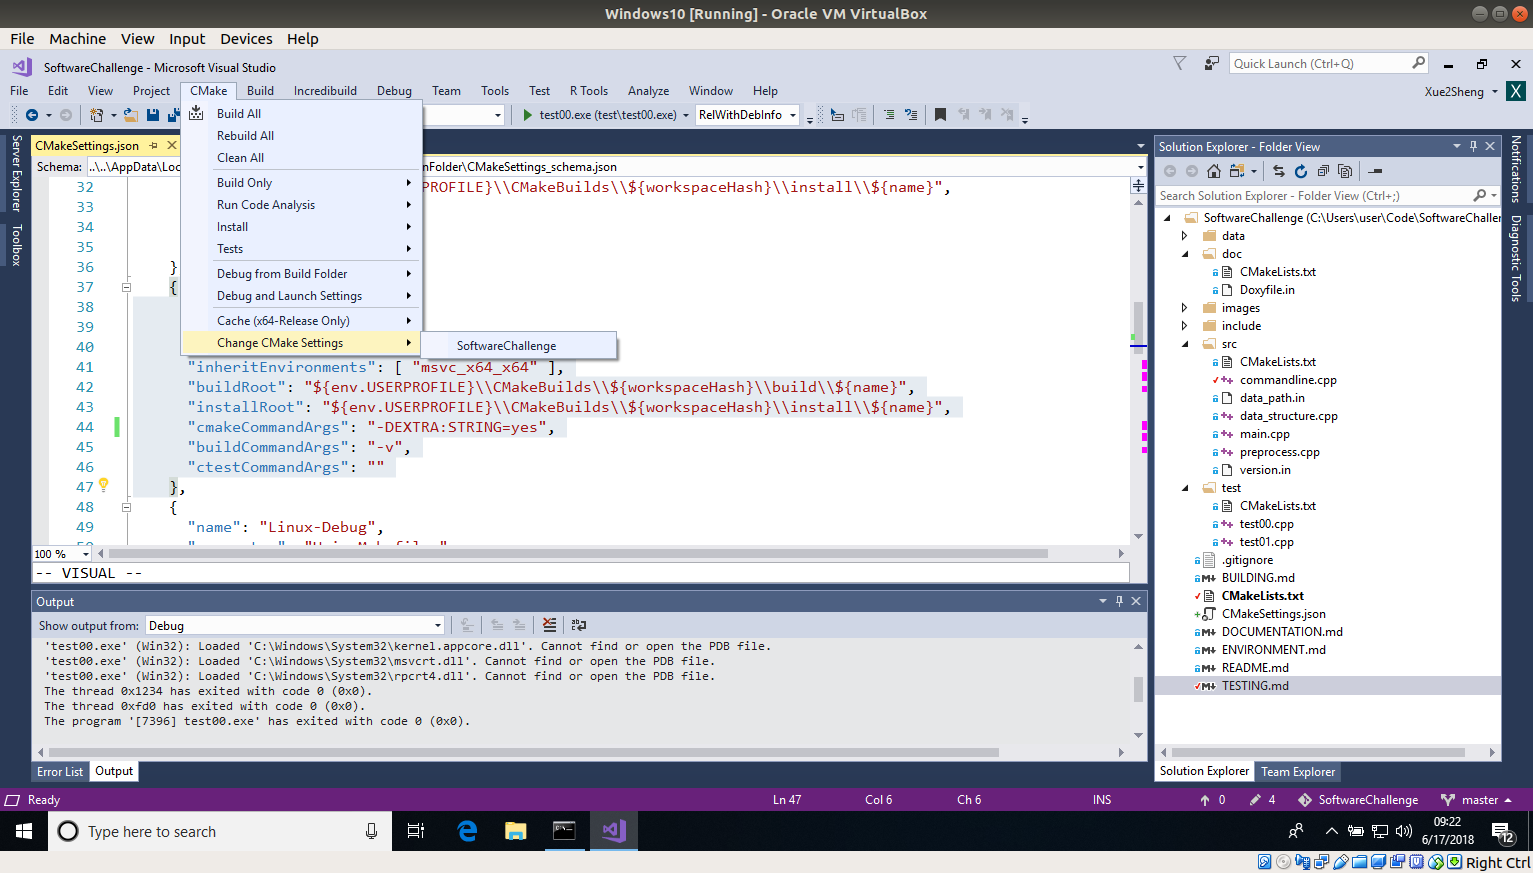 Windows10 [Running] - Oracle VM VirtualBox
File Machine View Input Devices Help
SoftwareChallenge - Microsoft Visual Studio
Quick Launch (Ctrl+Q)
File Edit View Project CMake Build Incredibuild Debug Team Tools Test R Tools Analyze Window Help
Xue2Sheng
X
test00.exe (test\test00.exe)
RelWithDebInfo
Build All
Rebuild All
Clean All
Build Only
Run Code Analysis
Install
Tests
Debug from Build Folder
Debug and Launch Settings
Cache (x64-Release Only)
Change CMake Settings
SoftwareChallenge
Server Explorer
Toolbox
CMakeSettings.json
Schema: ..\..\AppData\Loc
nFolder\CMakeSettings_schema.json
32 PROFILE}\\CMakeBuilds\\${workspaceHash}\\install\\${name}",
33
34
35
36 }
37 {
38
39
40
41 "inheritEnvironments": [ "msvc_x64_x64" ],
42 "buildRoot": "${env.USERPROFILE}\\CMakeBuilds\\${workspaceHash}\\build\\${name}",
43 "installRoot": "${env.USERPROFILE}\\CMakeBuilds\\${workspaceHash}\\install\\${name}",
44 "cmakeCommandArgs": "-DEXTRA:STRING=yes",
45 "buildCommandArgs": "-v",
46 "ctestCommandArgs": ""
47 },
48 {
49 "name": "Linux-Debug",
100 %
-- VISUAL --
Output
Show output from: Debug
'test00.exe' (Win32): Loaded 'C:\Windows\System32\kernel.appcore.dll'. Cannot find or open the PDB file.
'test00.exe' (Win32): Loaded 'C:\Windows\System32\msvcrt.dll'. Cannot find or open the PDB file.
'test00.exe' (Win32): Loaded 'C:\Windows\System32\rpcrt4.dll'. Cannot find or open the PDB file.
The thread 0x1234 has exited with code 0 (0x0).
The thread 0xfd0 has exited with code 0 (0x0).
The program '[7396] test00.exe' has exited with code 0 (0x0).
Error List Output
Solution Explorer - Folder View
Search Solution Explorer - Folder View (Ctrl+;)
SoftwareChallenge (C:\Users\user\Code\SoftwareChaller
data
doc
CMakeLists.txt
Doxyfile.in
images
include
src
CMakeLists.txt
commandline.cpp
data_path.in
data_structure.cpp
main.cpp
preprocess.cpp
version.in
test
CMakeLists.txt
test00.cpp
test01.cpp
.gitignore
BUILDING.md
CMakeLists.txt
CMakeSettings.json
DOCUMENTATION.md
ENVIRONMENT.md
README.md
TESTING.md
Solution Explorer Team Explorer
Notifications
Diagnostic Tools
Ready
Ln 47
Col 6
Ch 6
INS
0
4
SoftwareChallenge
master
Type here to search
09:22
6/17/2018
12
Right Ctrl